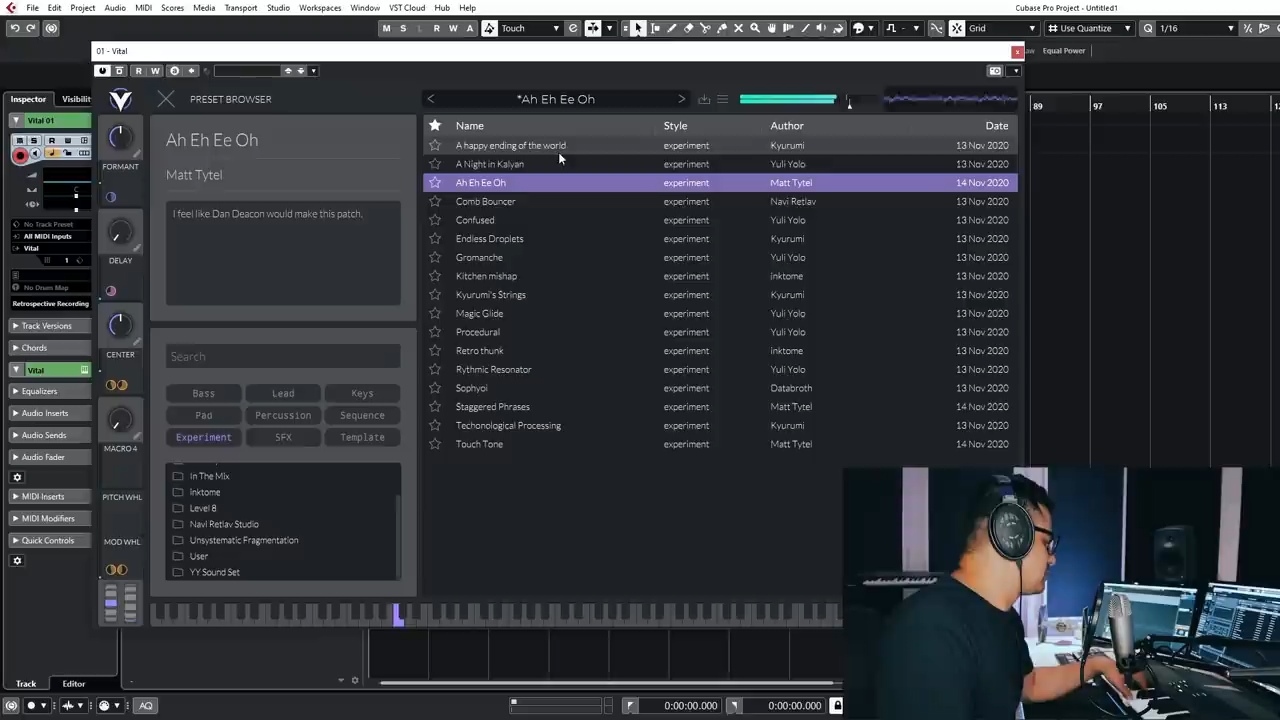 File Edit Project Audio MIDI Scores Media Transport Studio Workspaces Window VST Cloud Hub Help
Cubase Pro Project - Untitled1
M S L R W A Touch Grid Use Quantize 1/16
01 - Vital
Equal Power
R W
Inspector Visibility
PRESET BROWSER
*Ah Eh Ee Oh
89 97 105 113
Vital 01
Name Style Author Date
Ah Eh Ee Oh
Matt Tytel
I feel like Dan Deacon would make this patch.
A happy ending of the world experiment Kyurumi 13 Nov 2020
A Night in Kalyan experiment Yuli Yolo 13 Nov 2020
Ah Eh Ee Oh experiment Matt Tytel 14 Nov 2020
Comb Bouncer experiment Navi Retlav 13 Nov 2020
Confused experiment Yuli Yolo 13 Nov 2020
Endless Droplets experiment Kyurumi 13 Nov 2020
Gromanche experiment Yuli Yolo 13 Nov 2020
Kitchen mishap experiment inktome 13 Nov 2020
Kyurumi's Strings experiment Kyurumi 13 Nov 2020
Magic Glide experiment Yuli Yolo 13 Nov 2020
Procedural experiment Yuli Yolo 13 Nov 2020
Retro thunk experiment inktome 13 Nov 2020
Rythmic Resonator experiment Yuli Yolo 13 Nov 2020
Sophyoi experiment Databroth 13 Nov 2020
Staggered Phrases experiment Matt Tytel 14 Nov 2020
Techonological Processing experiment Kyurumi 13 Nov 2020
Touch Tone experiment Matt Tytel 14 Nov 2020
FORMANT
DELAY
CENTER
MACRO 4
PITCH WHL
MOD WHL
Search
Bass Lead Keys
Pad Percussion Sequence
Experiment SFX Template
In The Mix
Inktome
Level 8
Navi Retlav Studio
Unsystematic Fragmentation
User
YY Sound Set
No Track Preset
All MIDI Inputs
Vital
1
No Drum Map
Retrospective Recording
Track Versions
Chords
Vital
Equalizers
Audio Inserts
Audio Sends
Audio Fader
MIDI Inserts
MIDI Modifiers
Quick Controls
Track Editor
AQ
0:00:00.000 0:00:00.000